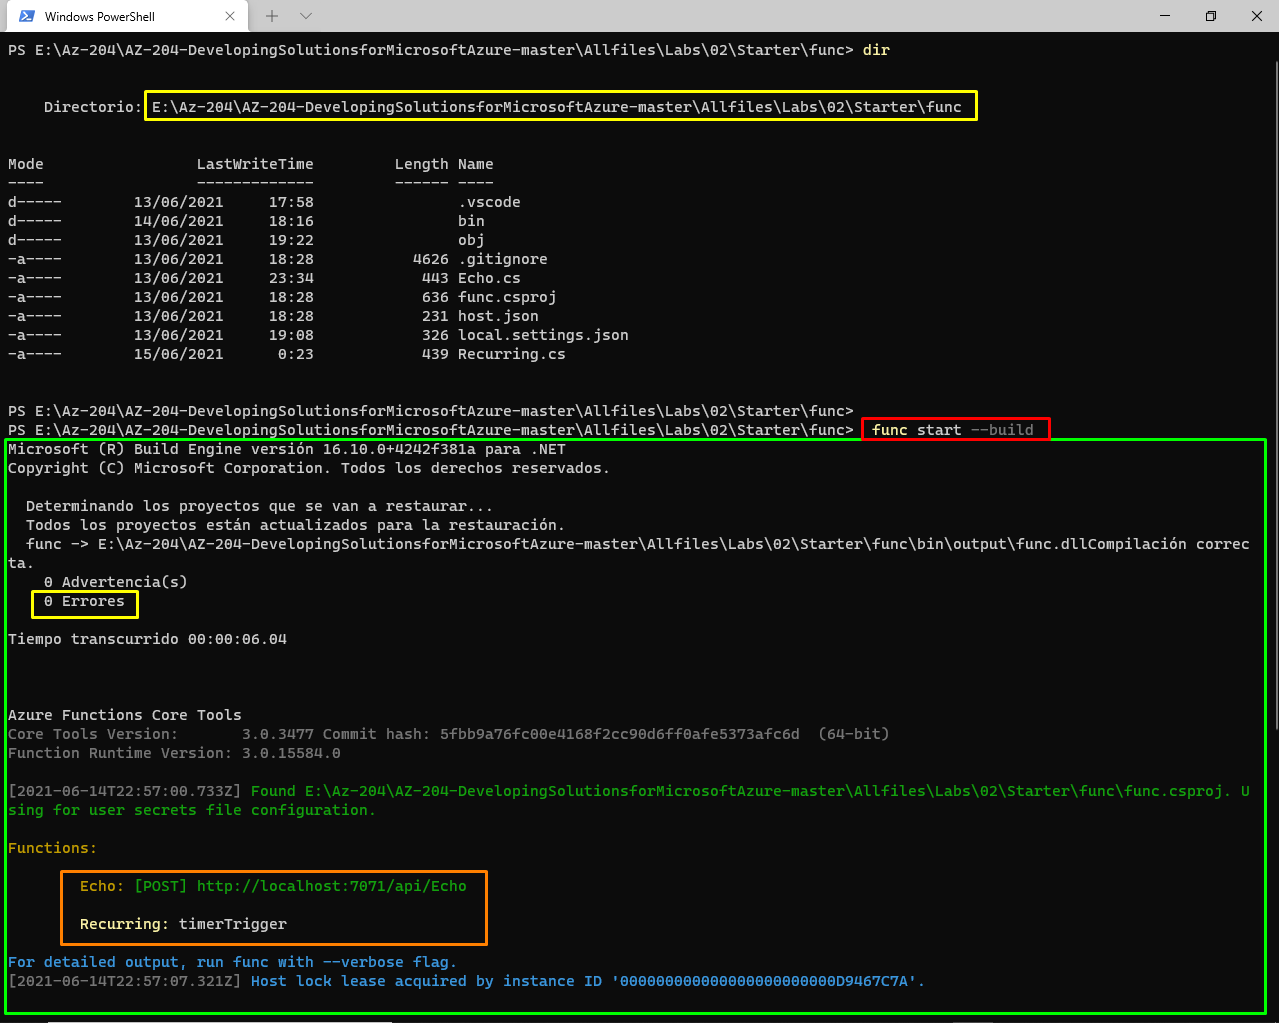 Windows PowerShell
PS E:\Az-204\AZ-204-DevelopingSolutionsforMicrosoftAzure-master\Allfiles\Labs\02\Starter\func> dir
Directorio: E:\Az-204\AZ-204-DevelopingSolutionsforMicrosoftAzure-master\Allfiles\Labs\02\Starter\func
Mode                 LastWriteTime         Length Name
----                 -------------         ------ ----
d-----        13/06/2021     17:58                .vscode
d-----        14/06/2021     18:16                bin
d-----        13/06/2021     19:22                obj
-a----        13/06/2021     18:28           4626 .gitignore
-a----        13/06/2021     23:34            443 Echo.cs
-a----        13/06/2021     18:28            636 func.csproj
-a----        13/06/2021     18:28            231 host.json
-a----        13/06/2021     19:08            326 local.settings.json
-a----        15/06/2021      0:23            439 Recurring.cs
PS E:\Az-204\AZ-204-DevelopingSolutionsforMicrosoftAzure-master\Allfiles\Labs\02\Starter\func>
PS E:\Az-204\AZ-204-DevelopingSolutionsforMicrosoftAzure-master\Allfiles\Labs\02\Starter\func> func start --build
Microsoft (R) Build Engine versión 16.10.0+4242f381a para .NET
Copyright (C) Microsoft Corporation. Todos los derechos reservados.
Determinando los proyectos que se van a restaurar...
Todos los proyectos están actualizados para la restauración.
func -> E:\Az-204\AZ-204-DevelopingSolutionsforMicrosoftAzure-master\Allfiles\Labs\02\Starter\func\bin\output\func.dllCompilación correc
ta.
0 Advertencia(s)
0 Errores
Tiempo transcurrido 00:00:06.04
Azure Functions Core Tools
Core Tools Version:       3.0.3477 Commit hash: 5fbb9a76fc00e4168f2cc90d6ff0afe5373afc6d  (64-bit)
Function Runtime Version: 3.0.15584.0
[2021-06-14T22:57:00.733Z] Found E:\Az-204\AZ-204-DevelopingSolutionsforMicrosoftAzure-master\Allfiles\Labs\02\Starter\func\func.csproj. U
sing for user secrets file configuration.
Functions:
Echo: [POST] http://localhost:7071/api/Echo
Recurring: timerTrigger
For detailed output, run func with --verbose flag.
[2021-06-14T22:57:07.321Z] Host lock lease acquired by instance ID '000000000000000000000000D9467C7A'.